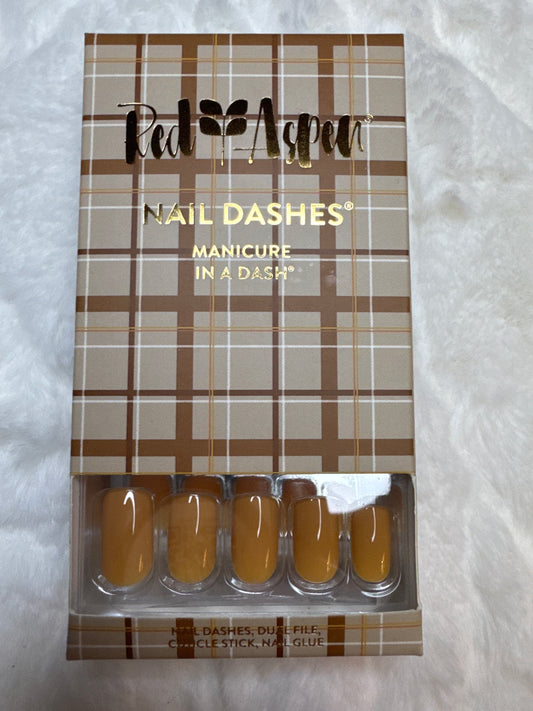 Red Aspen®
NAIL DASHES®
MANICURE
IN A DASH®
NAIL DASHES, DUAL FILE,
CUTICLE STICK, NAIL GLUE